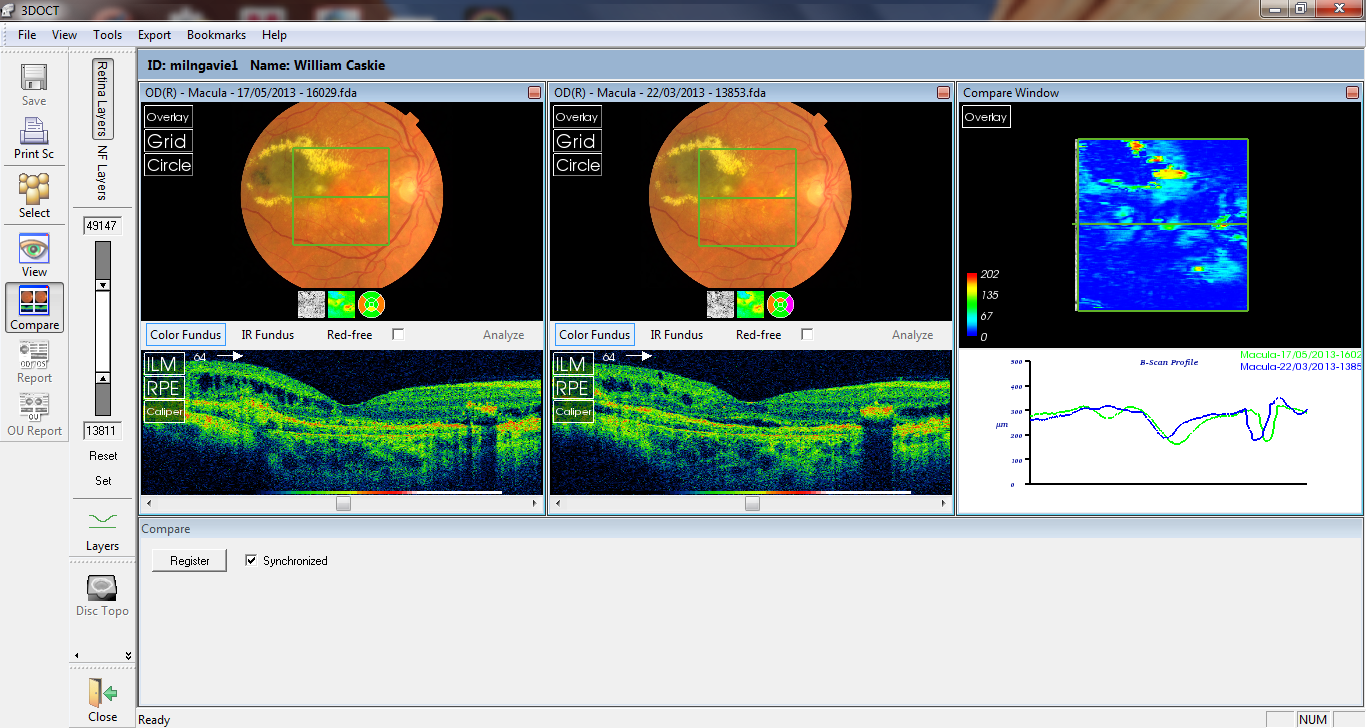 3DOCT
File View Tools Export Bookmarks Help
Save
Print Sc
Select
View
Compare
Report
OU Report
Retina Layers
NF Layers
49147
13811
Reset
Set
Layers
Disc Topo
Close
ID: milngavie1 Name: William Caskie
OD(R) - Macula - 17/05/2013 - 16029.fda
Overlay
Grid
Circle
Color Fundus IR Fundus Red-free Analyze
64
ILM
RPE
Caliper
OD(R) - Macula - 22/03/2013 - 13853.fda
Overlay
Grid
Circle
Color Fundus IR Fundus Red-free Analyze
64
ILM
RPE
Caliper
Compare Window
Overlay
202
135
67
0
B-Scan Profile
Macula-17/05/2013-1602
Macula-22/03/2013-1385
500
400
300
µm
200
100
0
Compare
Register Synchronized
Ready
NUM